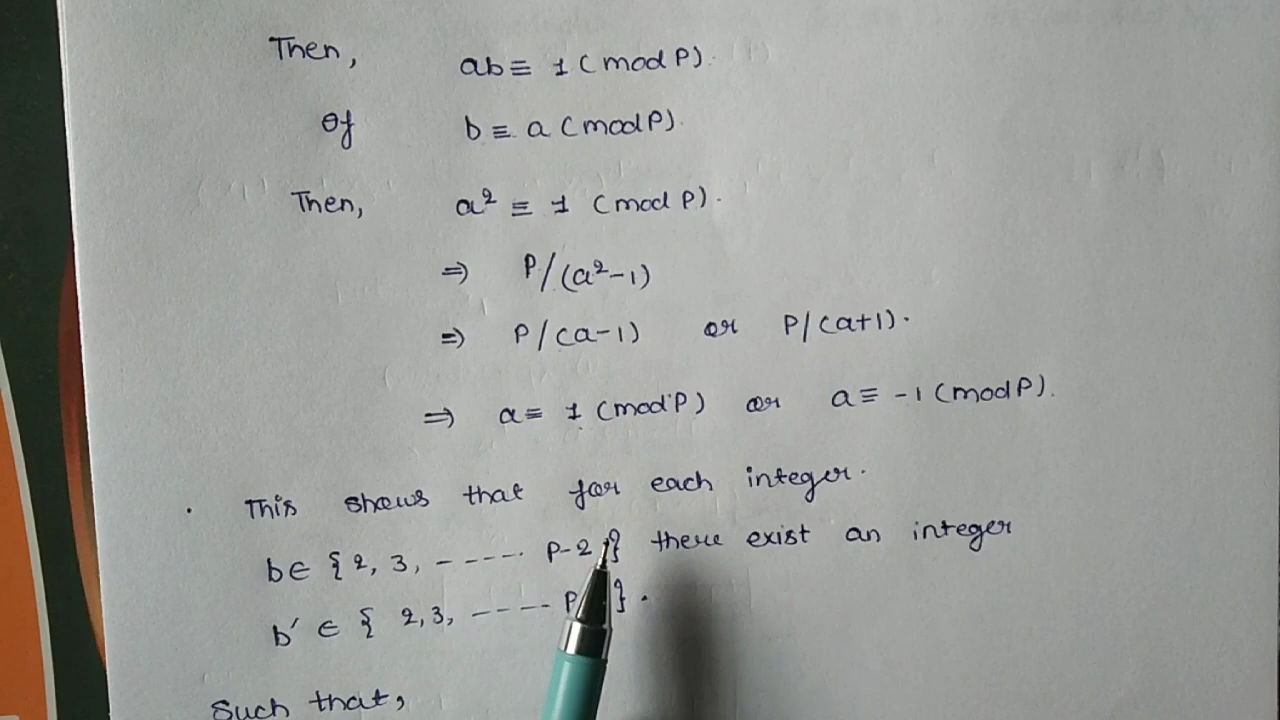 Then, ab ≡ 1 (mod P).
If b ≡ a (mod P).
Then, a² ≡ 1 (mod P).
⇒ P/(a²-1)
⇒ P/(a-1) or P/(a+1).
⇒ a ≡ 1 (mod P) or a ≡ -1 (mod P).
. This shows that for each integer.
b ∈ {2, 3, ----- P-2} there exist an integer
b' ∈ { 2,3, ---- P }.
Such that,